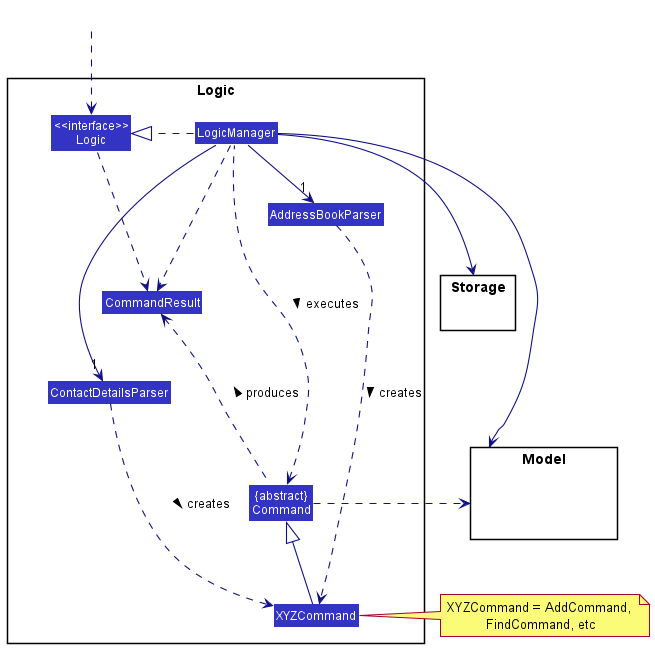 Logic
<<interface>>
Logic
LogicManager
1
AddressBookParser
Storage
CommandResult
executes
1
ContactDetailsParser
produces
creates
Model
{abstract}
Command
creates
XYZCommand
XYZCommand = AddCommand,
FindCommand, etc